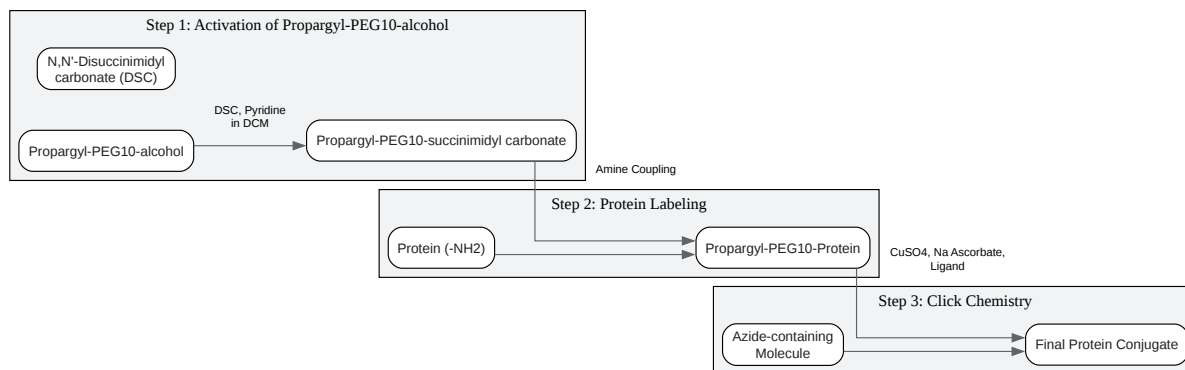 Step 1: Activation of Propargyl-PEG10-alcohol
N,N'-Disuccinimidyl
carbonate (DSC)
DSC, Pyridine
in DCM
Propargyl-PEG10-alcohol
Propargyl-PEG10-succinimidyl carbonate
Amine Coupling
Step 2: Protein Labeling
Protein (-NH2)
Propargyl-PEG10-Protein
CuSO4, Na Ascorbate,
Ligand
Step 3: Click Chemistry
Azide-containing
Molecule
Final Protein Conjugate